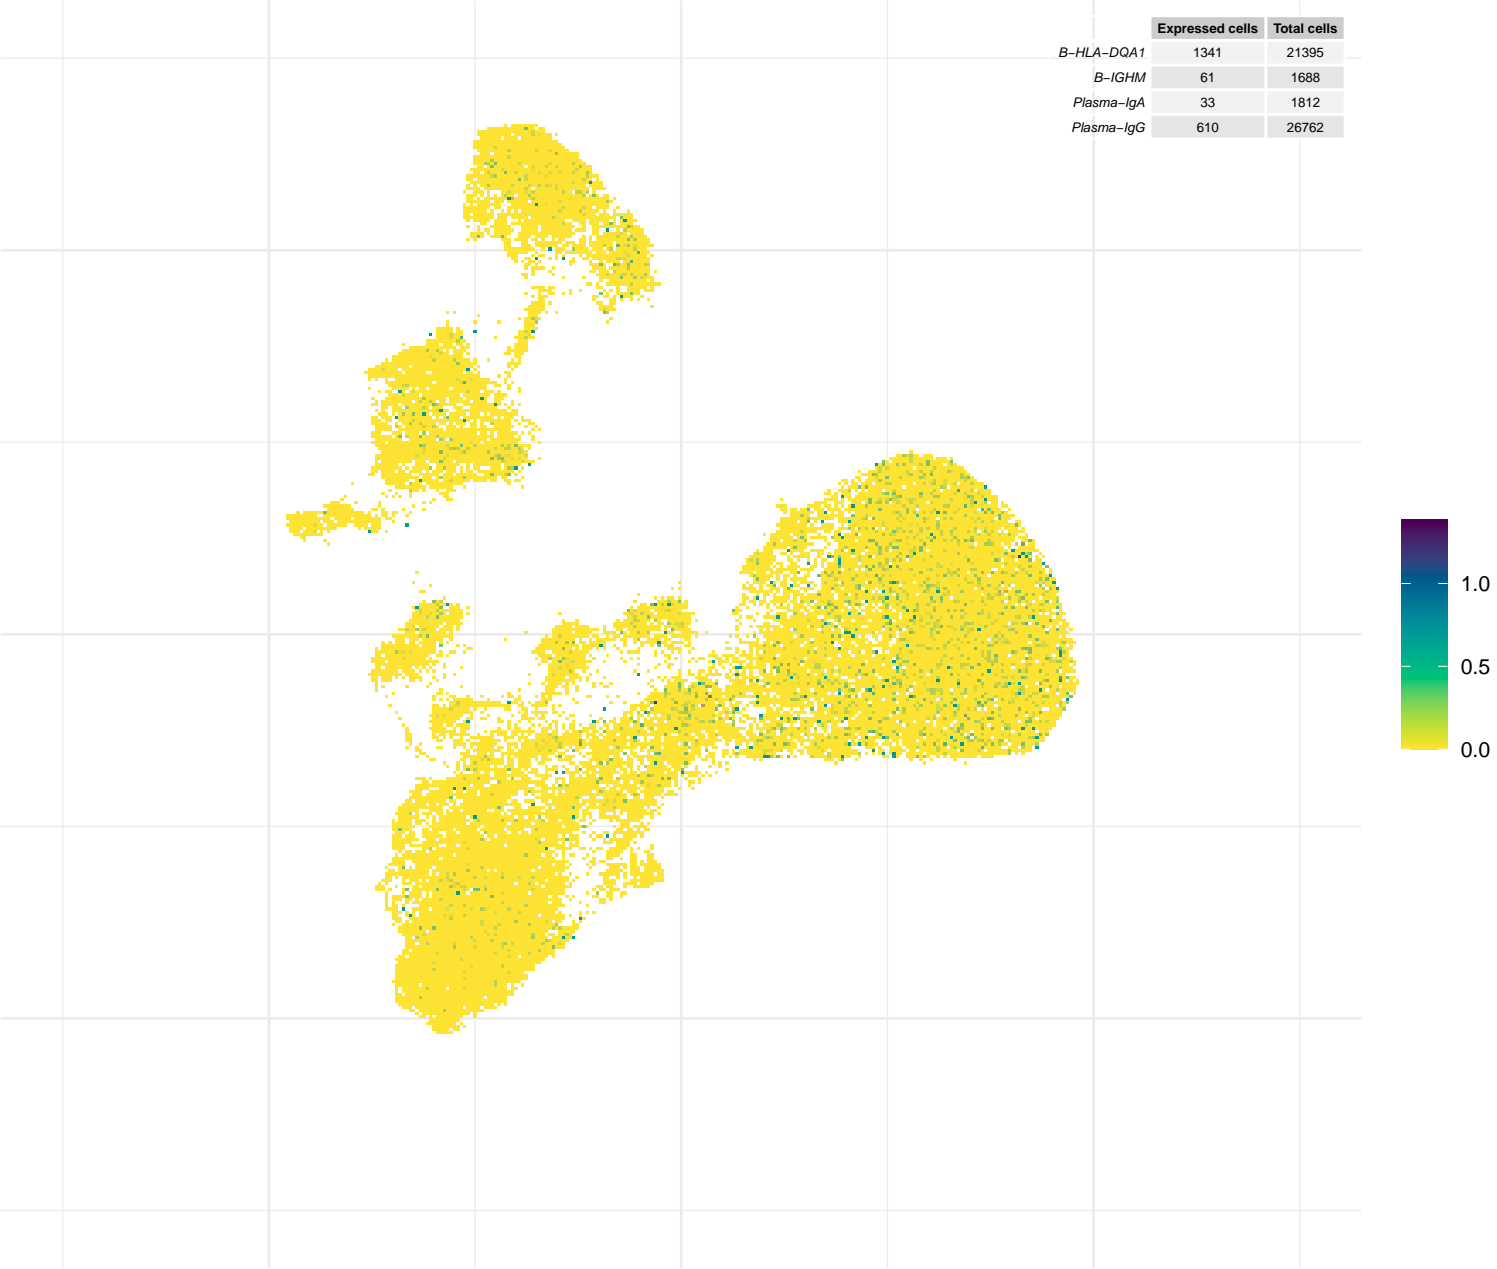 Expressed cells Total cells
B−HLA−DQA1 1341 21395
B−IGHM 61 1688
Plasma−IgA 33 1812
Plasma−IgG 610 26762
1.0
0.5
0.0